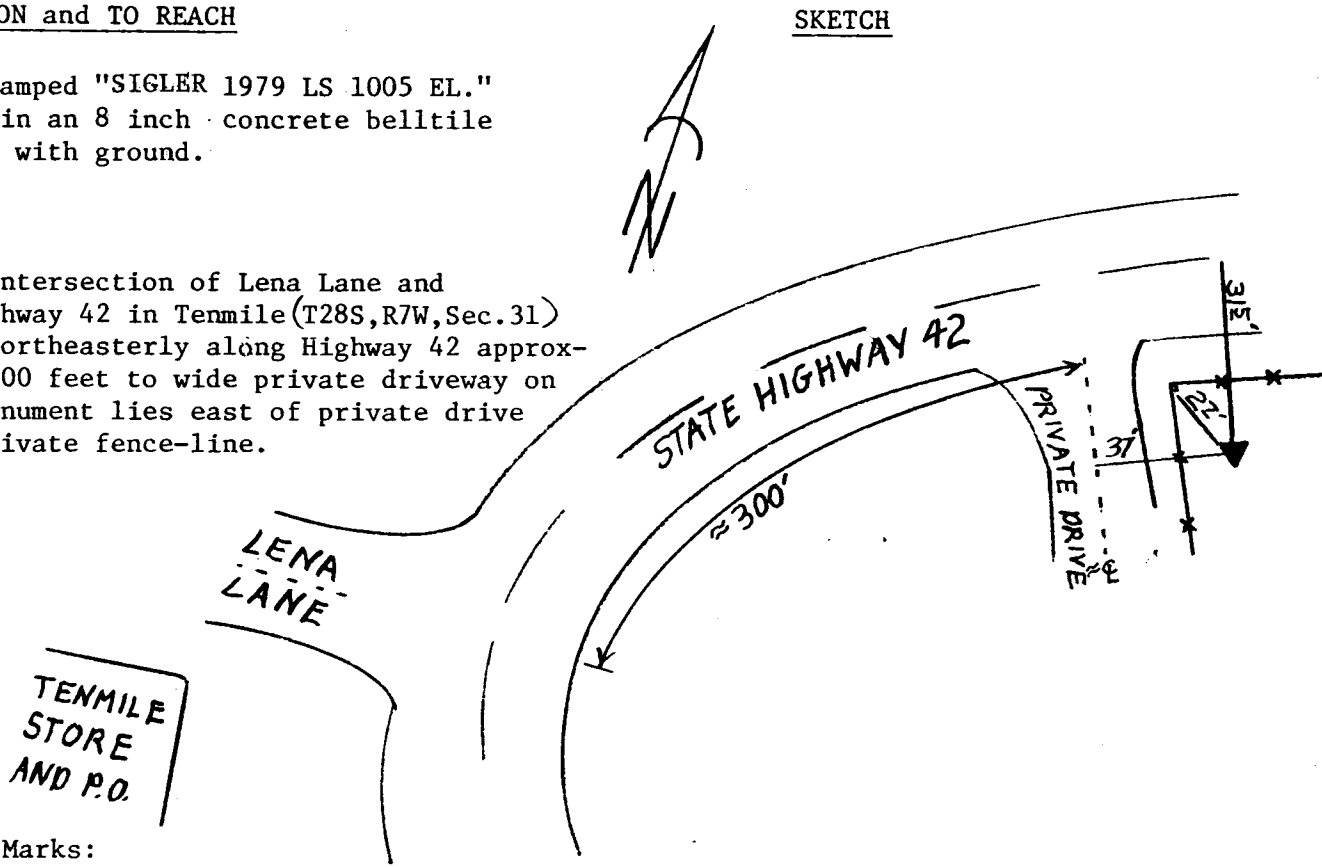 ON and TO REACH
SKETCH
amped "SIGLER 1979 LS 1005 EL."
in an 8 inch concrete belltile
with ground.
N
ntersection of Lena Lane and
hway 42 in Tenmile (T28S,R7W,Sec.31)
ortheasterly along Highway 42 approx-
00 feet to wide private driveway on
nument lies east of private drive
ivate fence-line.
STATE HIGHWAY 42
≈ 300'
PRIVATE DRIVE
≈ ℄
37'
22'
LENA
LANE
TENMILE
STORE
AND P.O.
Marks: